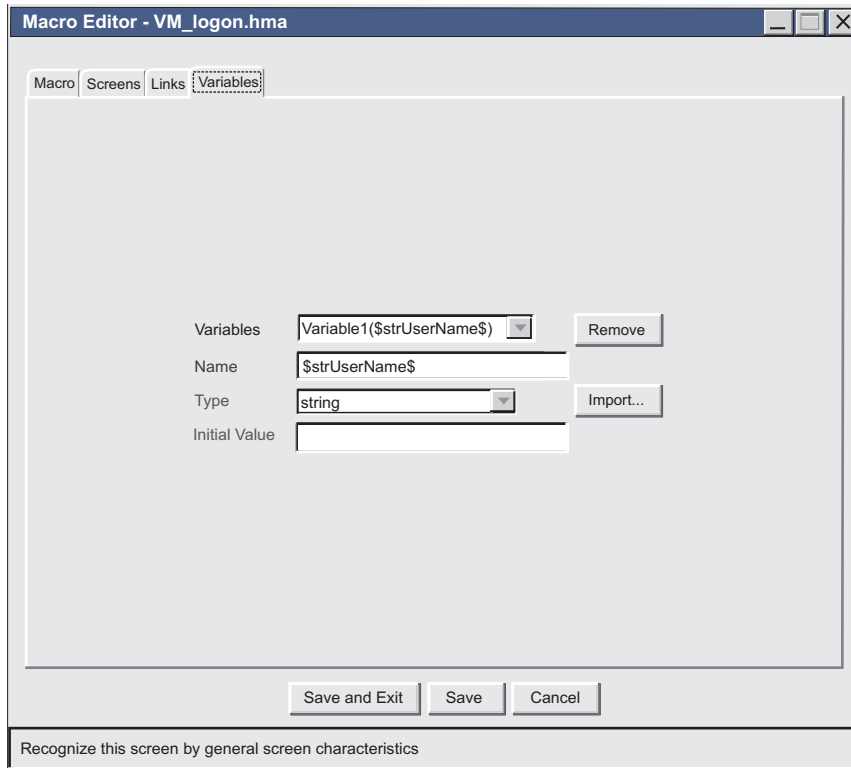 Macro Editor - VM_logon.hma
Macro Screens Links Variables
Variables Variable1($strUserName$) Remove
Name $strUserName$
Type string Import...
Initial Value
Save and Exit Save Cancel
Recognize this screen by general screen characteristics